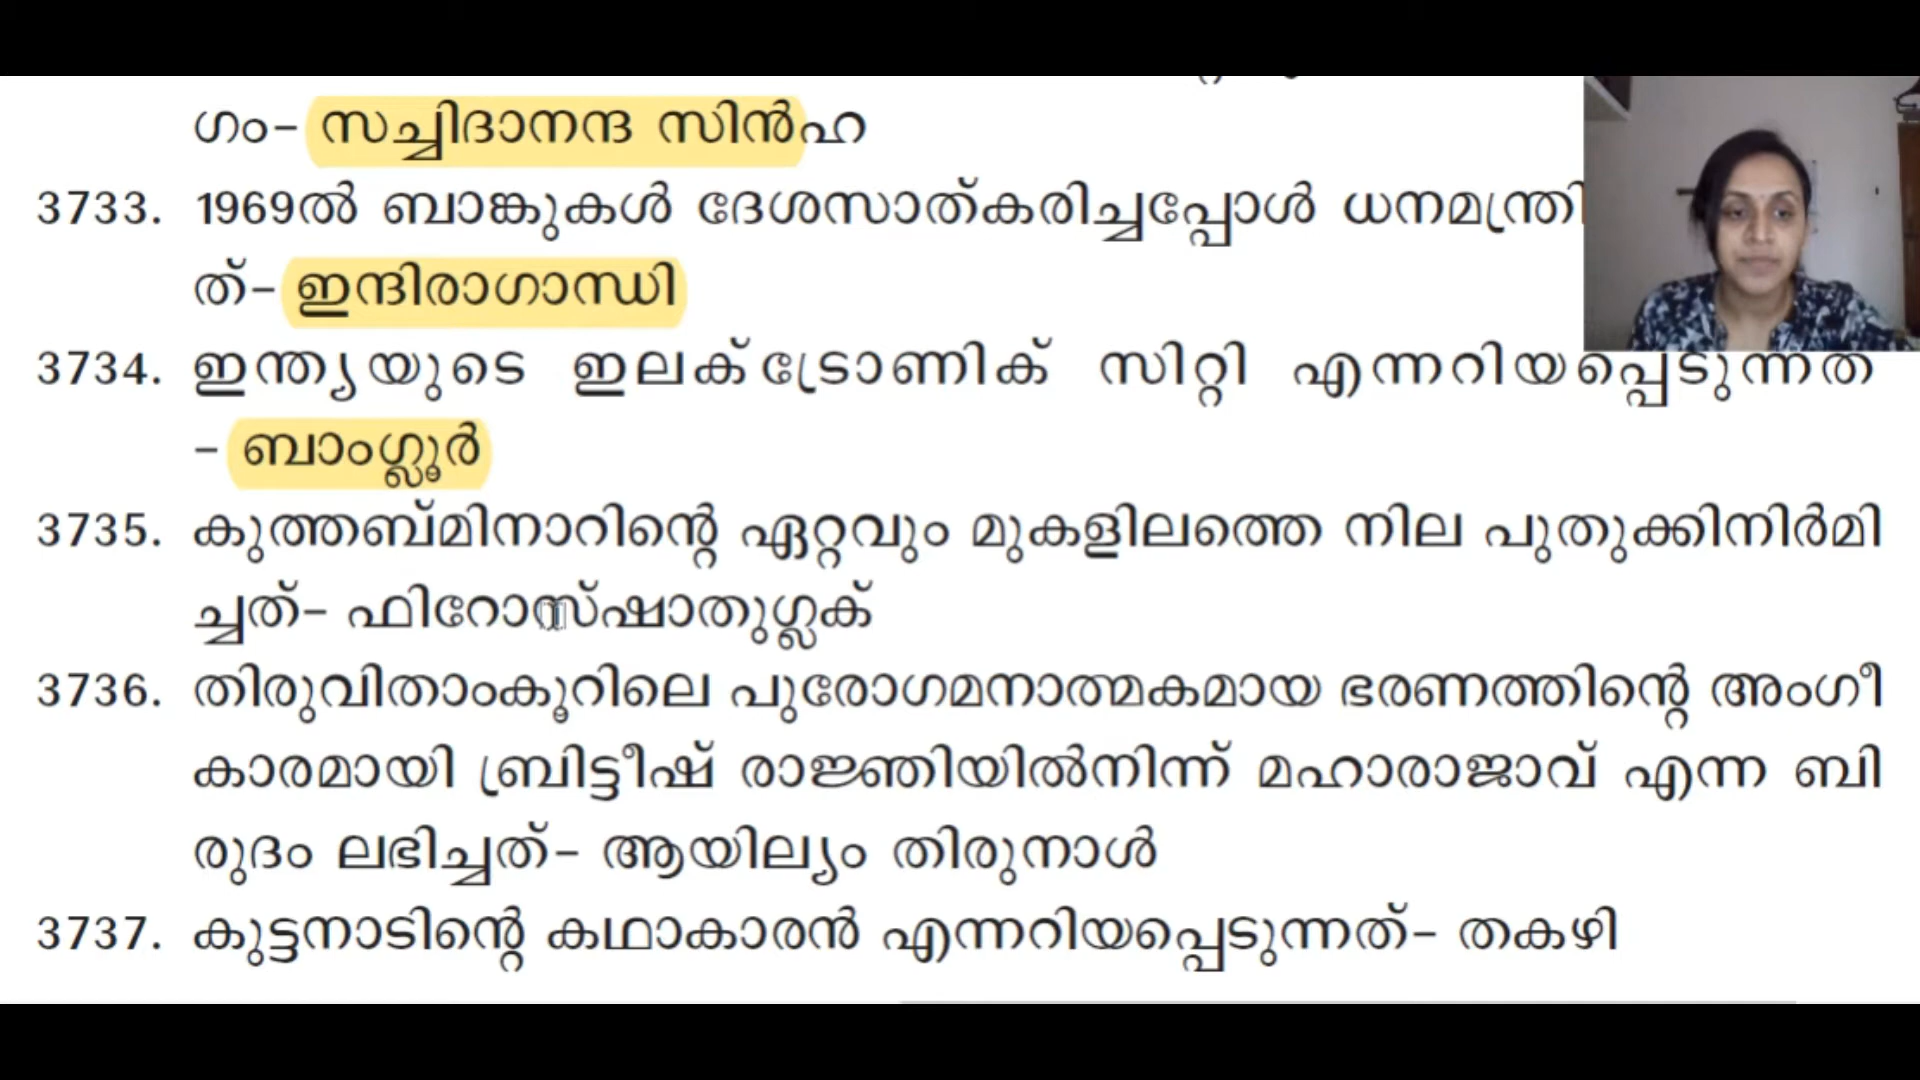 ഗം- സച്ചിദാനന്ദ സിൻഹ
3733. 1969ൽ ബാങ്കുകൾ ദേശസാത്കരിച്ചപ്പോൾ ധനമന്ത്രി
ത്- ഇന്ദിരാഗാന്ധി
3734. ഇന്ത്യയുടെ ഇലക്ട്രോണിക് സിറ്റി എന്നറിയപ്പെടുന്നത
- ബാംഗ്ലൂർ
3735. കുത്തബ്മിനാറിന്റെ ഏറ്റവും മുകളിലത്തെ നില പുതുക്കിനിർമി
ച്ചത്- ഫിറോസ്ഷാതുഗ്ലക്
3736. തിരുവിതാംകൂറിലെ പുരോഗമനാത്മകമായ ഭരണത്തിന്റെ അംഗീ
കാരമായി ബ്രിട്ടീഷ് രാജ്ഞിയിൽനിന്ന് മഹാരാജാവ് എന്ന ബി
രുദം ലഭിച്ചത്- ആയില്യം തിരുനാൾ
3737. കുട്ടനാടിന്റെ കഥാകാരൻ എന്നറിയപ്പെടുന്നത്- തകഴി